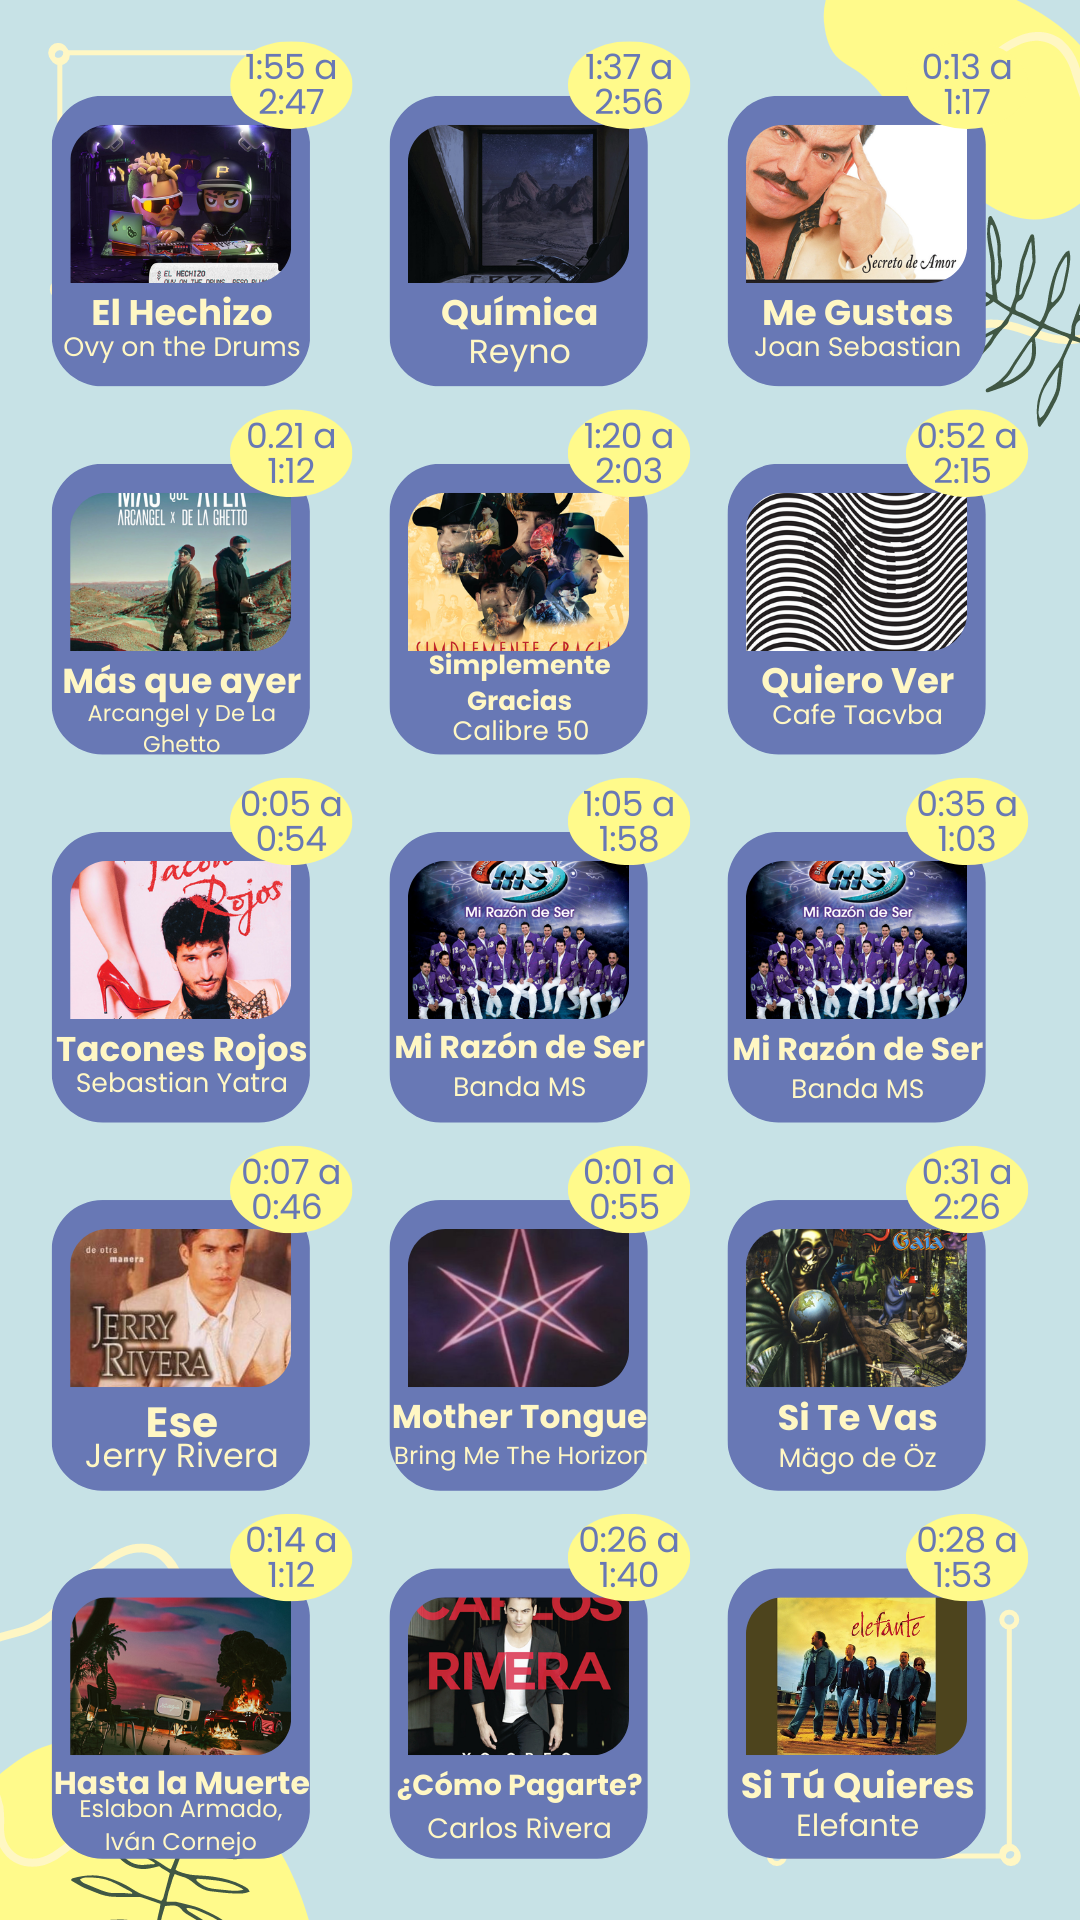 1:55 a
2:47
EL HECHIZO
El Hechizo
Ovy on the Drums
1:37 a
2:56
Química
Reyno
0:13 a
1:17
Secreto de Amor
Me Gustas
Joan Sebastian
0.21 a
1:12
MÁS QUE AYER
ARCANGEL X DE LA GHETTO
Más que ayer
Arcangel y De La
Ghetto
1:20 a
2:03
Simplemente
Gracias
Calibre 50
0:52 a
2:15
Quiero Ver
Cafe Tacvba
0:05 a
0:54
Tacones
Rojos
Tacones Rojos
Sebastian Yatra
1:05 a
1:58
MS
Mi Razón de Ser
Mi Razón de Ser
Banda MS
0:35 a
1:03
MS
Mi Razón de Ser
Mi Razón de Ser
Banda MS
0:07 a
0:46
de otra
manera
JERRY
RIVERA
Ese
Jerry Rivera
0:01 a
0:55
Mother Tongue
Bring Me The Horizon
0:31 a
2:26
Gaia
Si Te Vas
Mägo de Öz
0:14 a
1:12
Hasta la Muerte
Eslabon Armado,
Iván Cornejo
0:26 a
1:40
CARLOS
RIVERA
¿Cómo Pagarte?
Carlos Rivera
0:28 a
1:53
elefante
Si Tú Quieres
Elefante